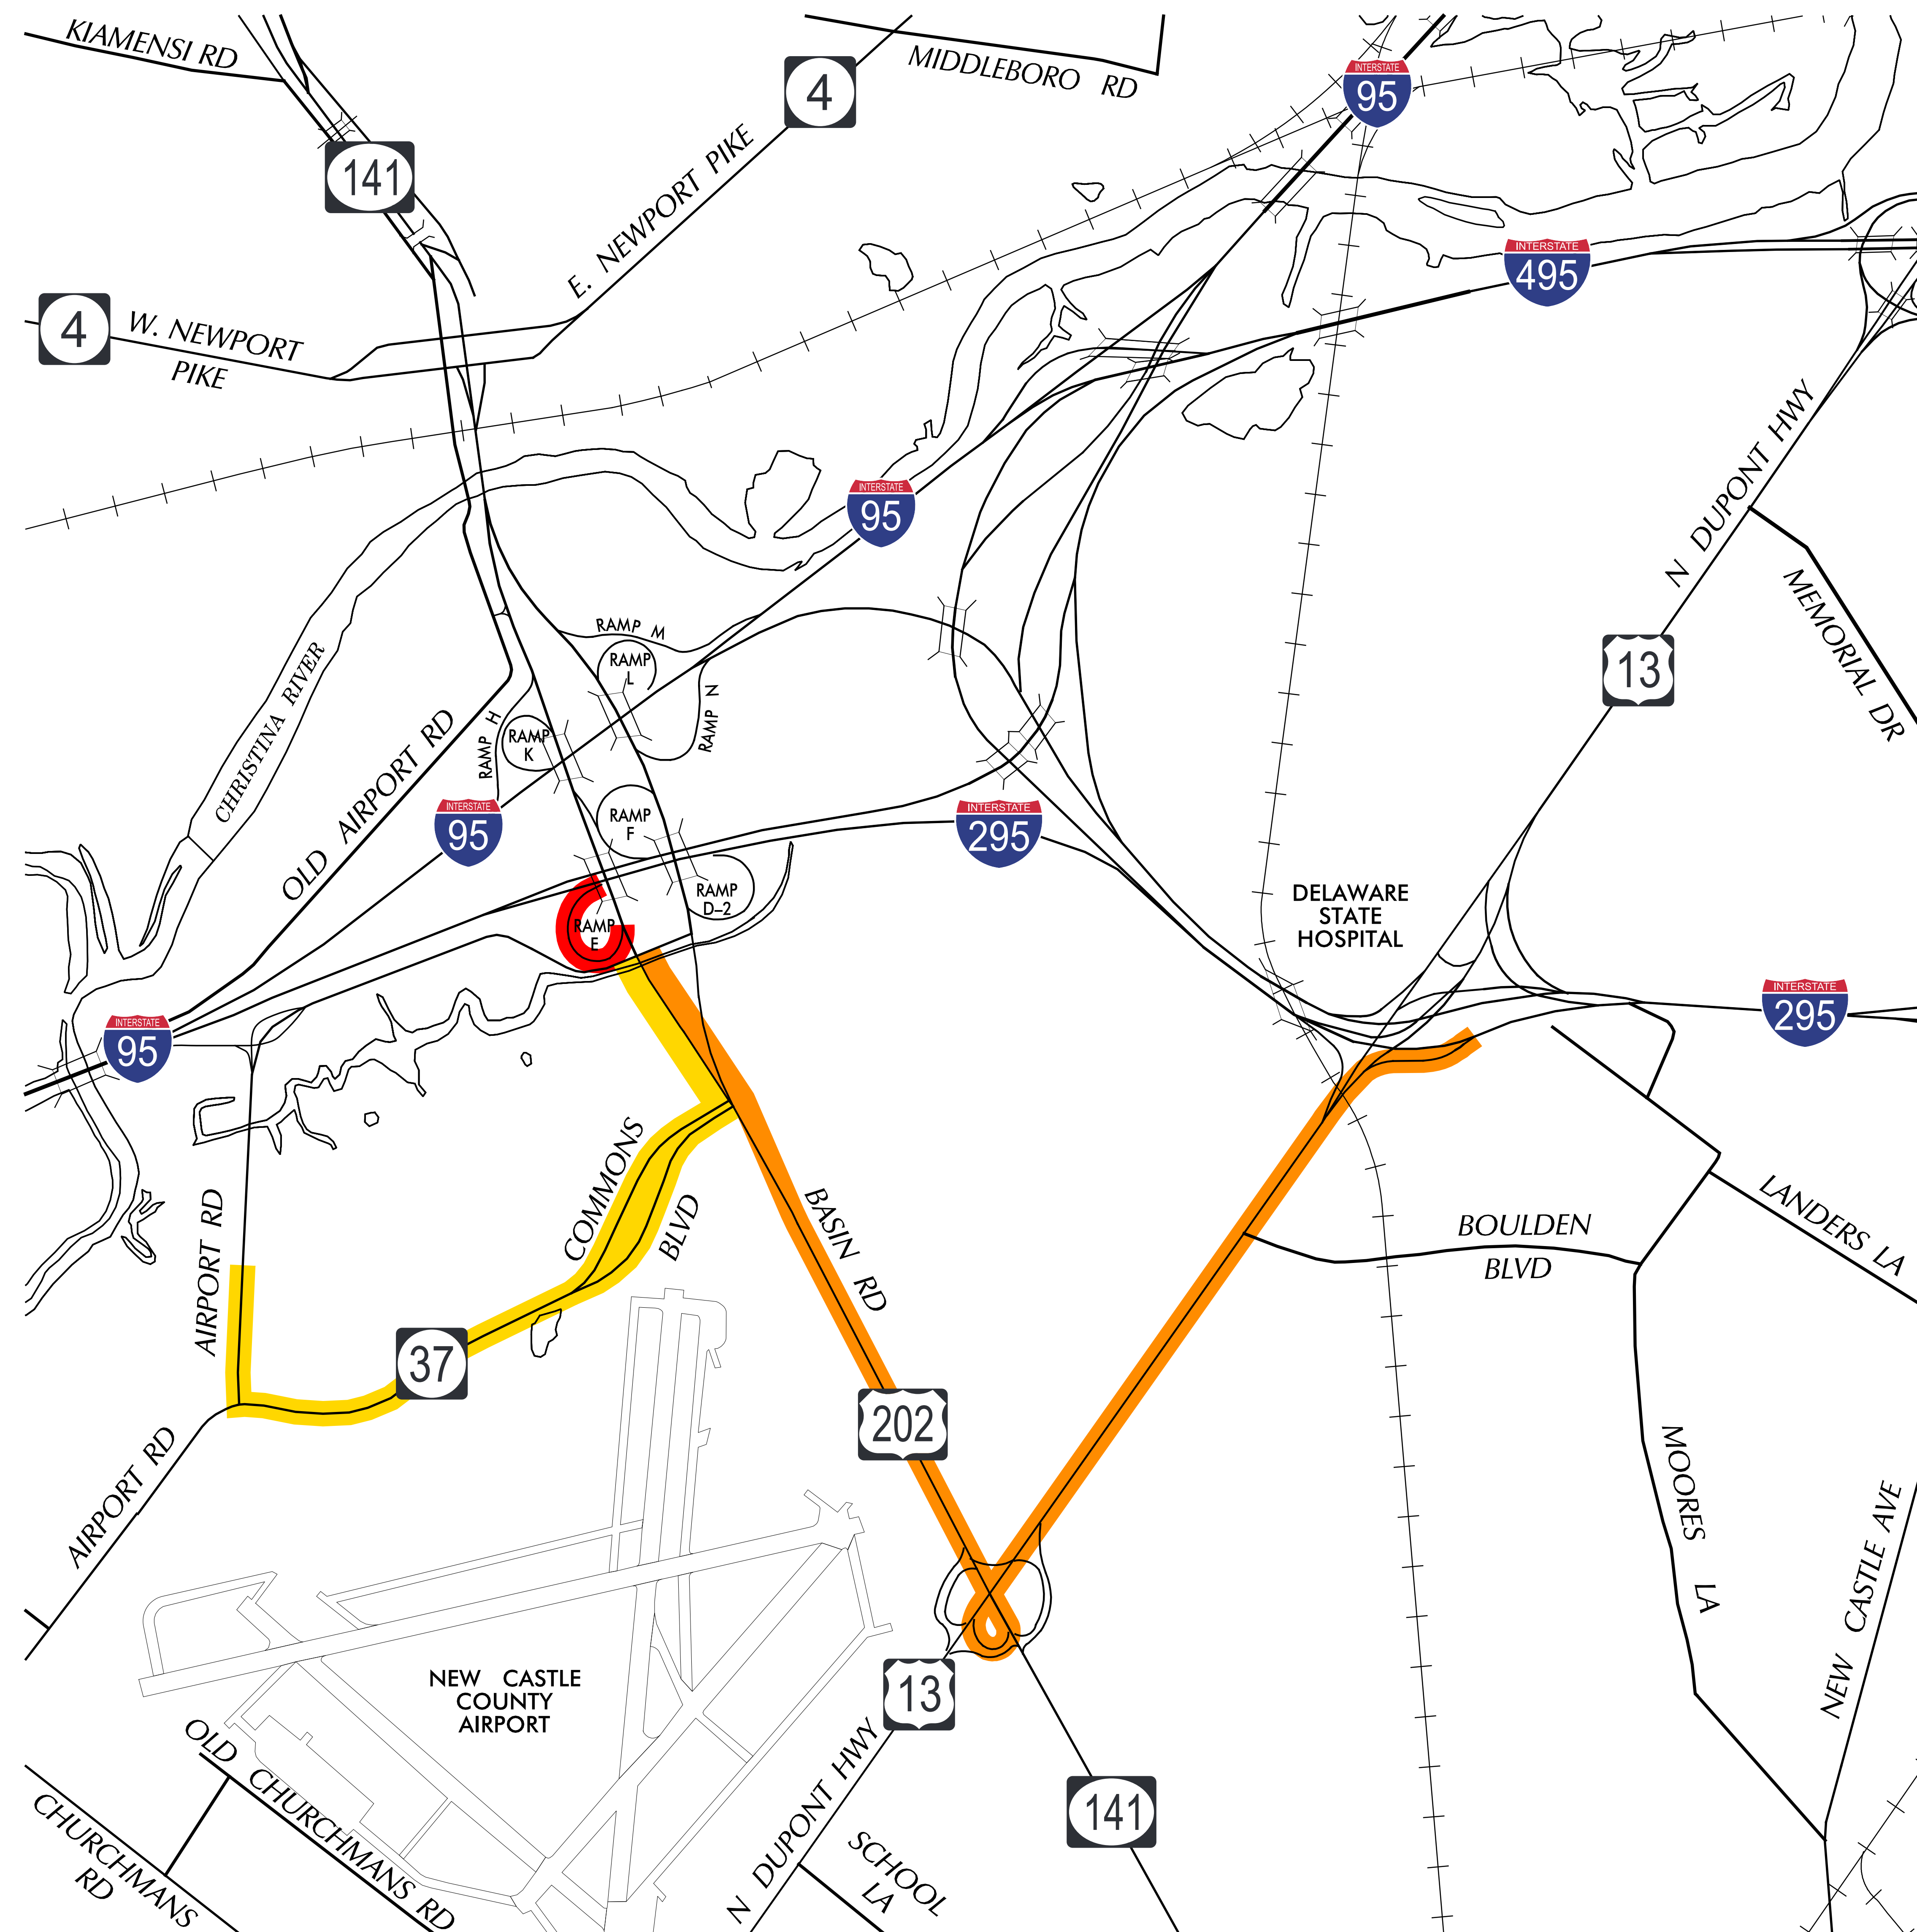 KIAMENSI RD
MIDDLEBORO RD
4
INTERSTATE
95
141
E. NEWPORT PIKE
INTERSTATE
495
4
W. NEWPORT
PIKE
N DUPONT HWY
INTERSTATE
95
MEMORIAL DR
13
CHRISTINA RIVER
OLD AIRPORT RD
RAMP M
RAMP
L
RAMP N
RAMP H
RAMP
K
RAMP
F
INTERSTATE
95
INTERSTATE
295
RAMP
D-2
RAMP
E
DELAWARE
STATE
HOSPITAL
INTERSTATE
95
INTERSTATE
295
COMMONS
BLVD
AIRPORT RD
BASIN RD
BOULDEN
BLVD
LANDERS LA
37
202
AIRPORT RD
MOORES LA
NEW CASTLE AVE
NEW CASTLE
COUNTY
AIRPORT
13
OLD CHURCHMANS RD
CHURCHMANS
RD
N DUPONT HWY
SCHOOL
LA
141